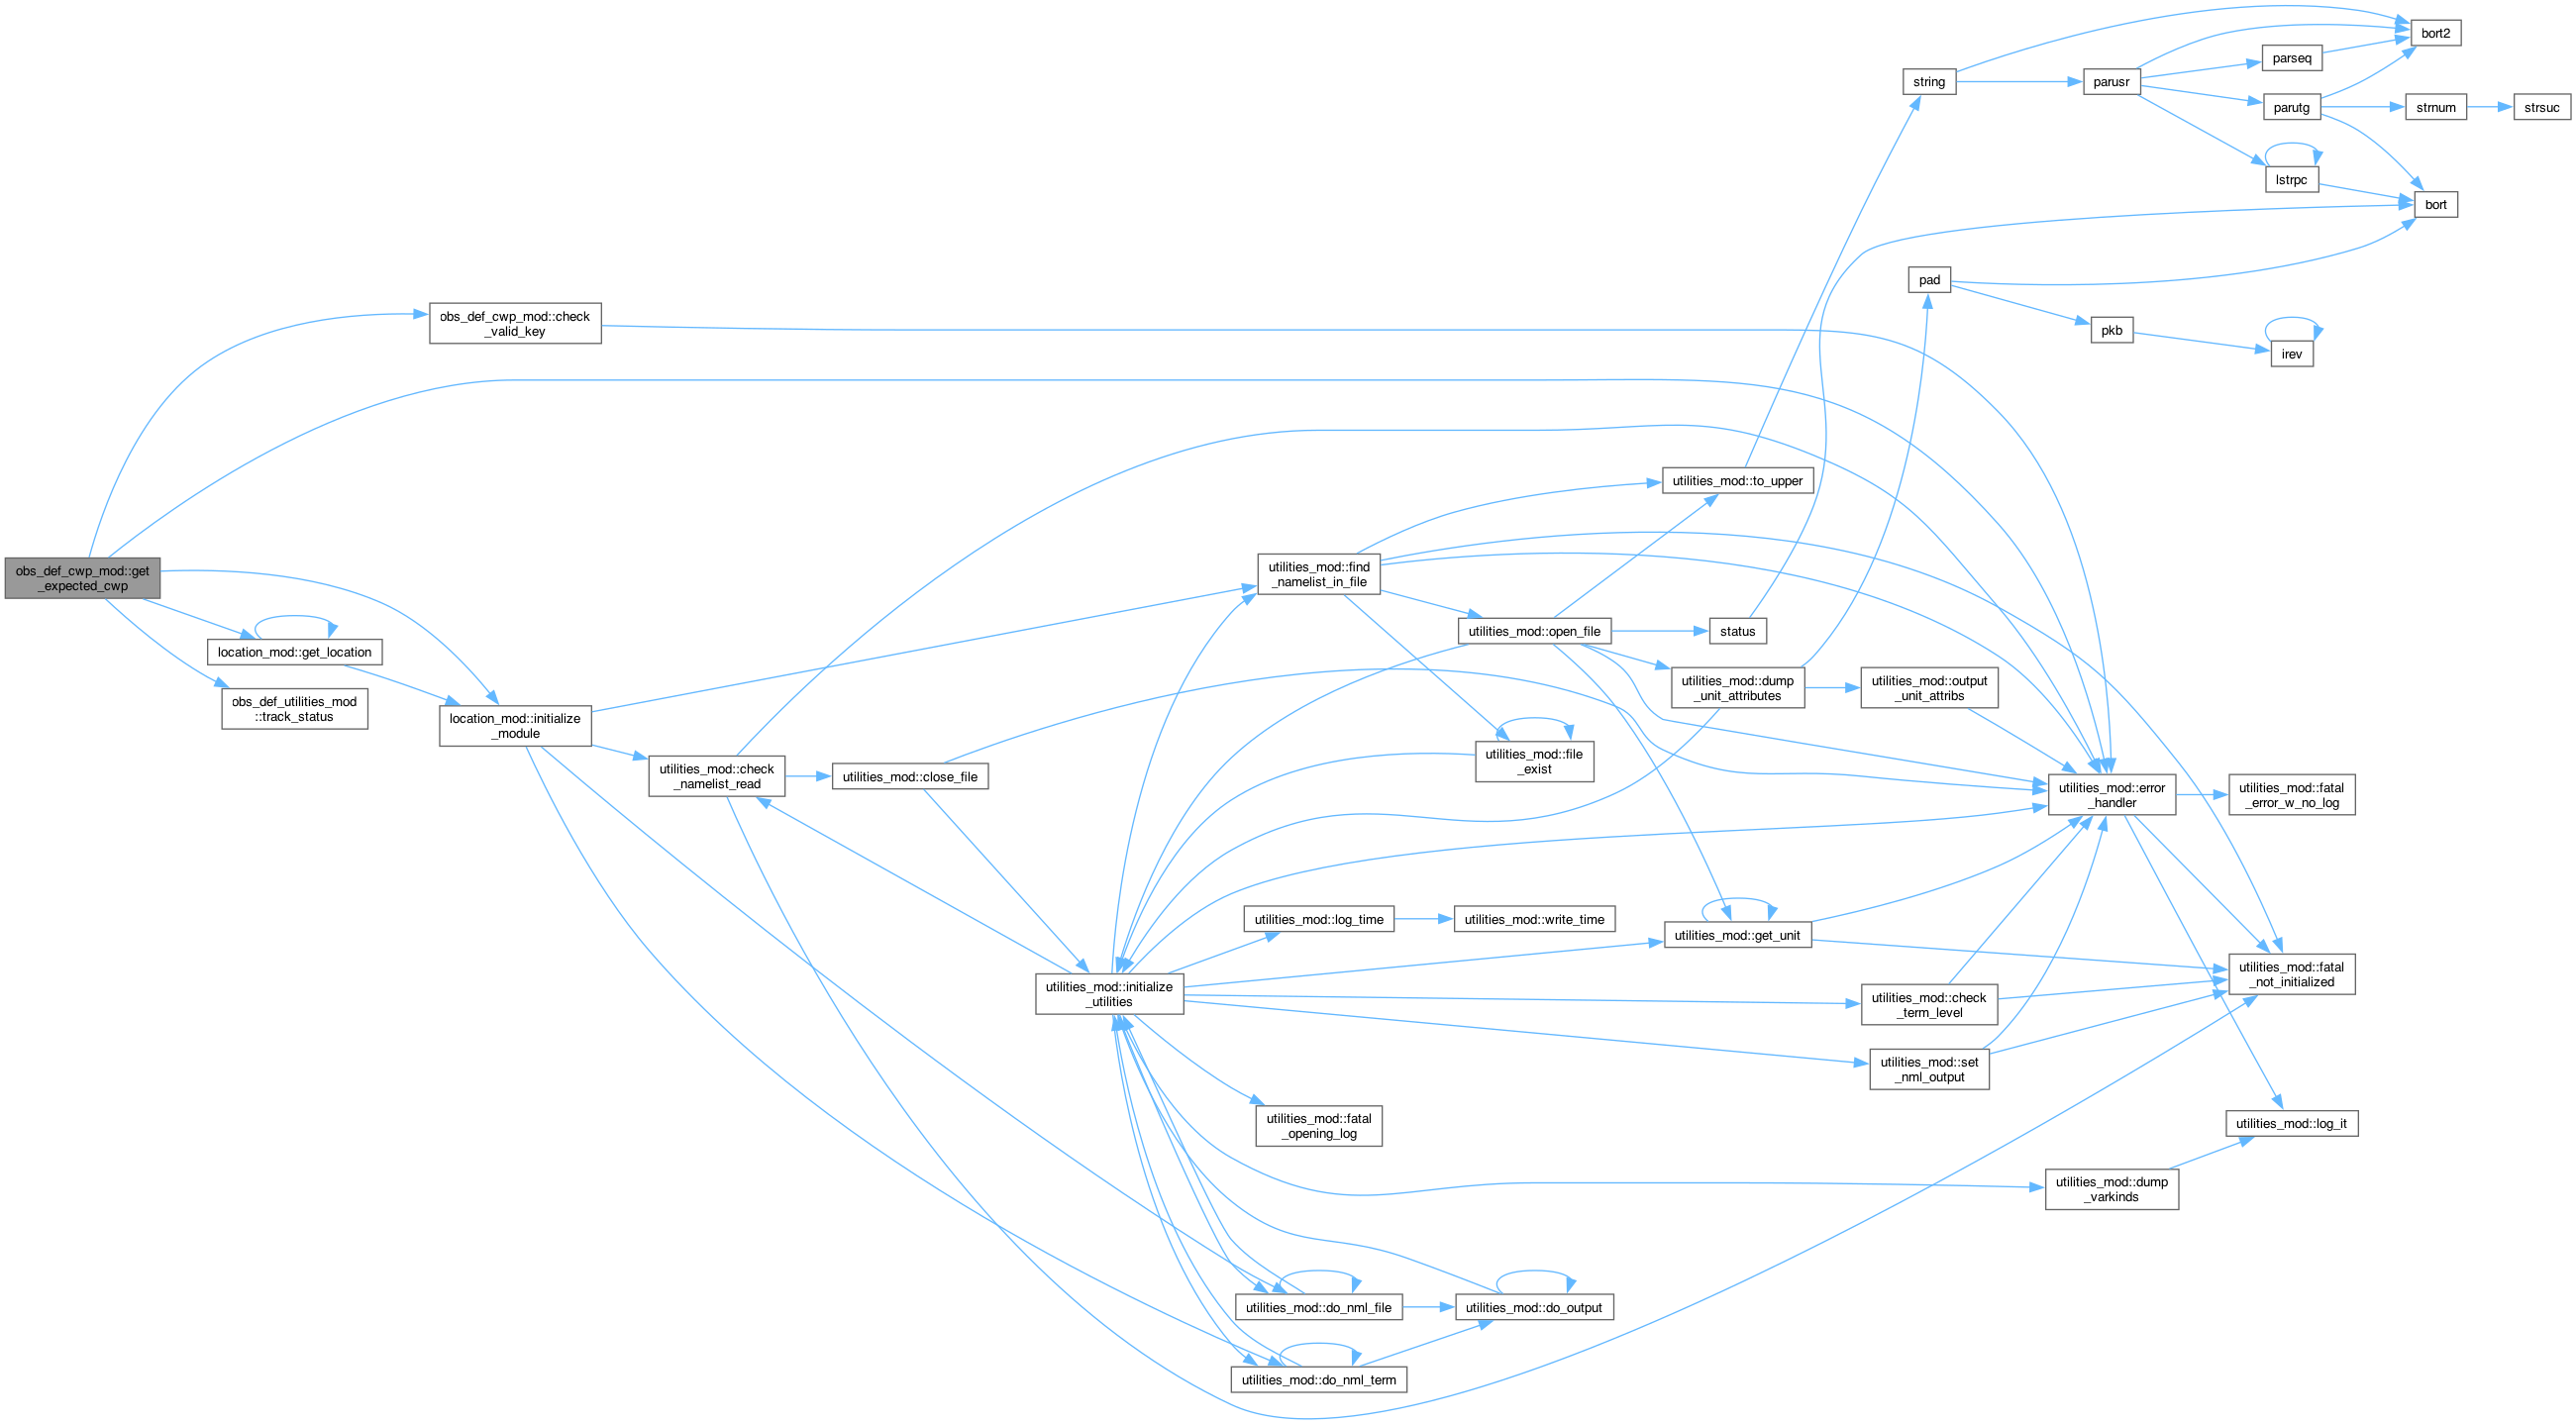 obs_def_cwp_mod::get
_expected_cwp
obs_def_cwp_mod::check
_valid_key
location_mod::get_location
obs_def_utilities_mod
::track_status
location_mod::initialize
_module
utilities_mod::check
_namelist_read
utilities_mod::close_file
utilities_mod::initialize
_utilities
utilities_mod::find
_namelist_in_file
utilities_mod::log_time
utilities_mod::fatal
_opening_log
utilities_mod::do_nml_file
utilities_mod::do_nml_term
utilities_mod::open_file
utilities_mod::file
_exist
utilities_mod::write_time
utilities_mod::do_output
utilities_mod::to_upper
status
utilities_mod::dump
_unit_attributes
utilities_mod::get_unit
string
pad
utilities_mod::output
_unit_attribs
utilities_mod::check
_term_level
utilities_mod::set
_nml_output
parusr
pkb
utilities_mod::error
_handler
utilities_mod::dump
_varkinds
parseq
parutg
lstrpc
irev
utilities_mod::fatal
_error_w_no_log
utilities_mod::fatal
_not_initialized
utilities_mod::log_it
bort2
strnum
bort
strsuc